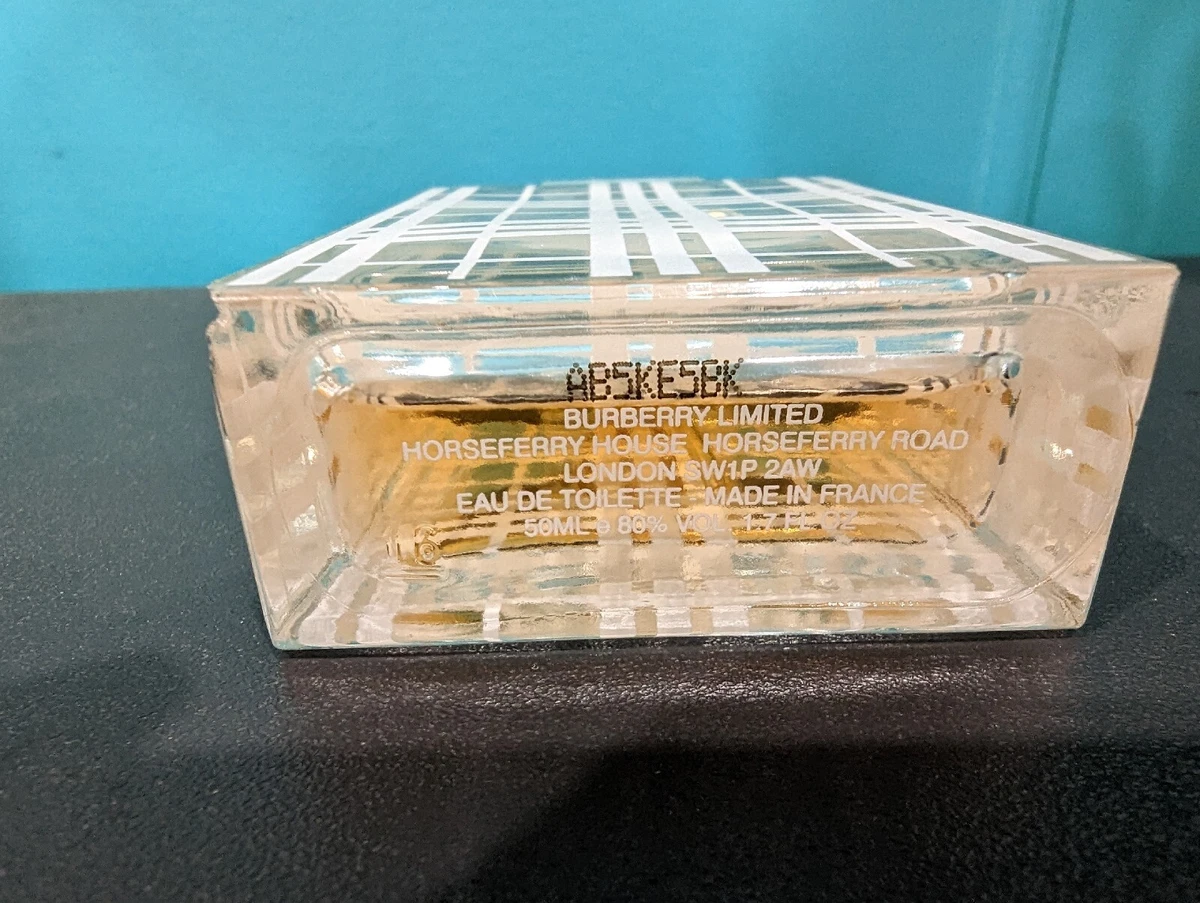 AB5KE5BK
BURBERRY LIMITED
HORSEFERRY HOUSE HORSEFERRY ROAD
LONDON SW1P 2AW
EAU DE TOILETTE - MADE IN FRANCE
50ML e 80% VOL. 1.7 FL OZ